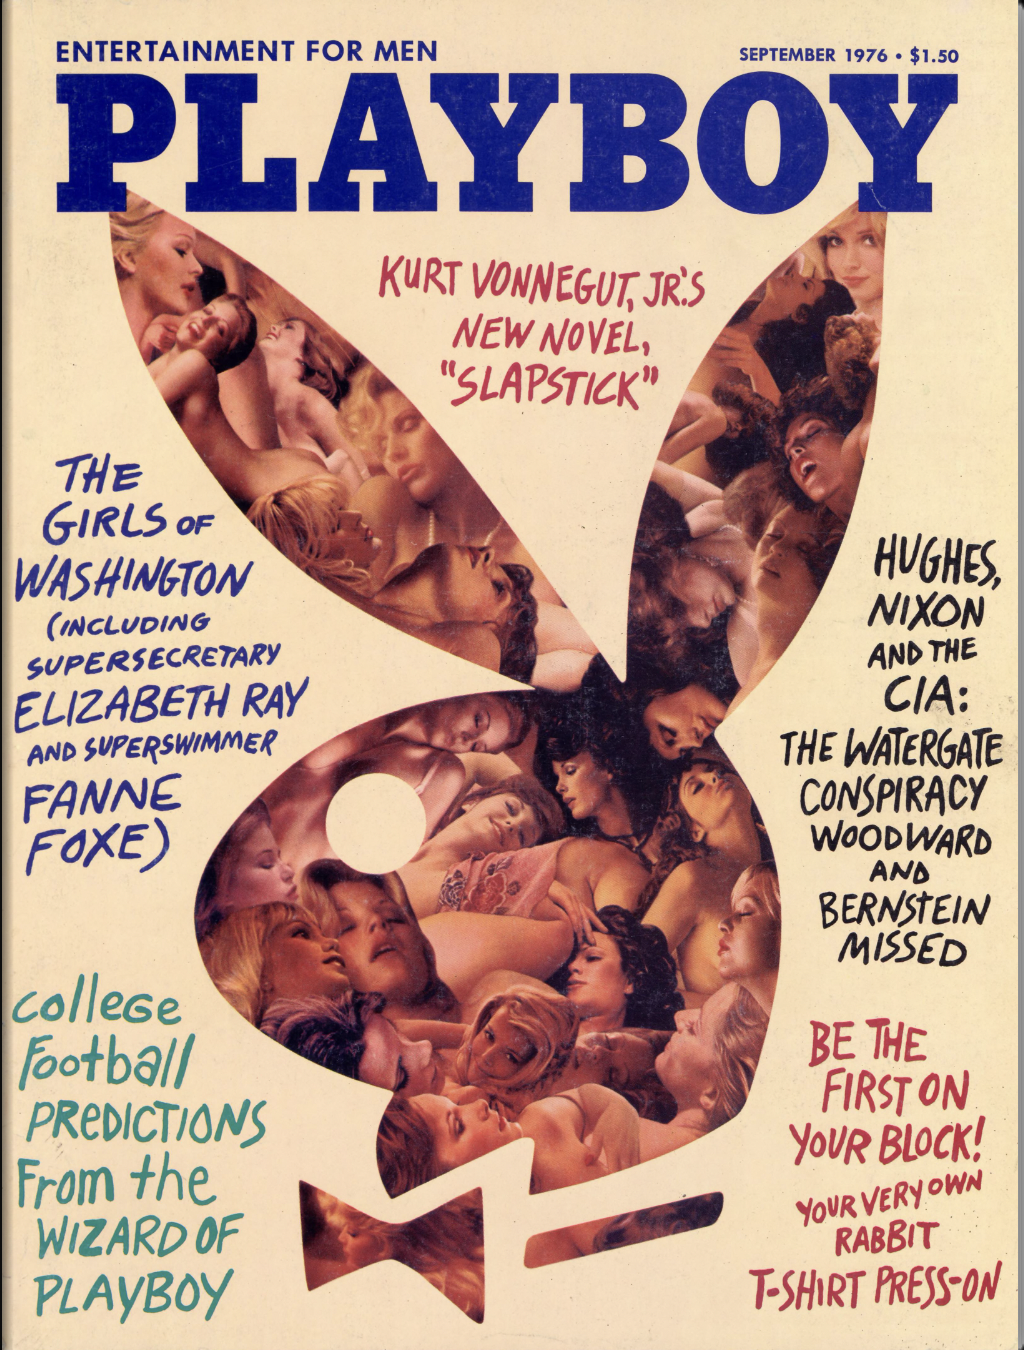 ENTERTAINMENT FOR MEN
SEPTEMBER 1976 • $1.50
PLAYBOY
KURT VONNEGUT, JR.'S
NEW NOVEL,
"SLAPSTICK"
THE
GIRLS OF
WASHINGTON
(INCLUDING
SUPERSECRETARY
ELIZABETH RAY
AND SUPERSWIMMER
FANNE
FOXE)
HUGHES,
NIXON
AND THE
CIA:
THE WATERGATE
CONSPIRACY
WOODWARD
AND
BERNSTEIN
MISSED
College
Football
PREDICTIONS
From the
WIZARD OF
PLAYBOY
BE THE
FIRST ON
YOUR BLOCK!
YOUR VERY OWN
RABBIT
T-SHIRT PRESS-ON